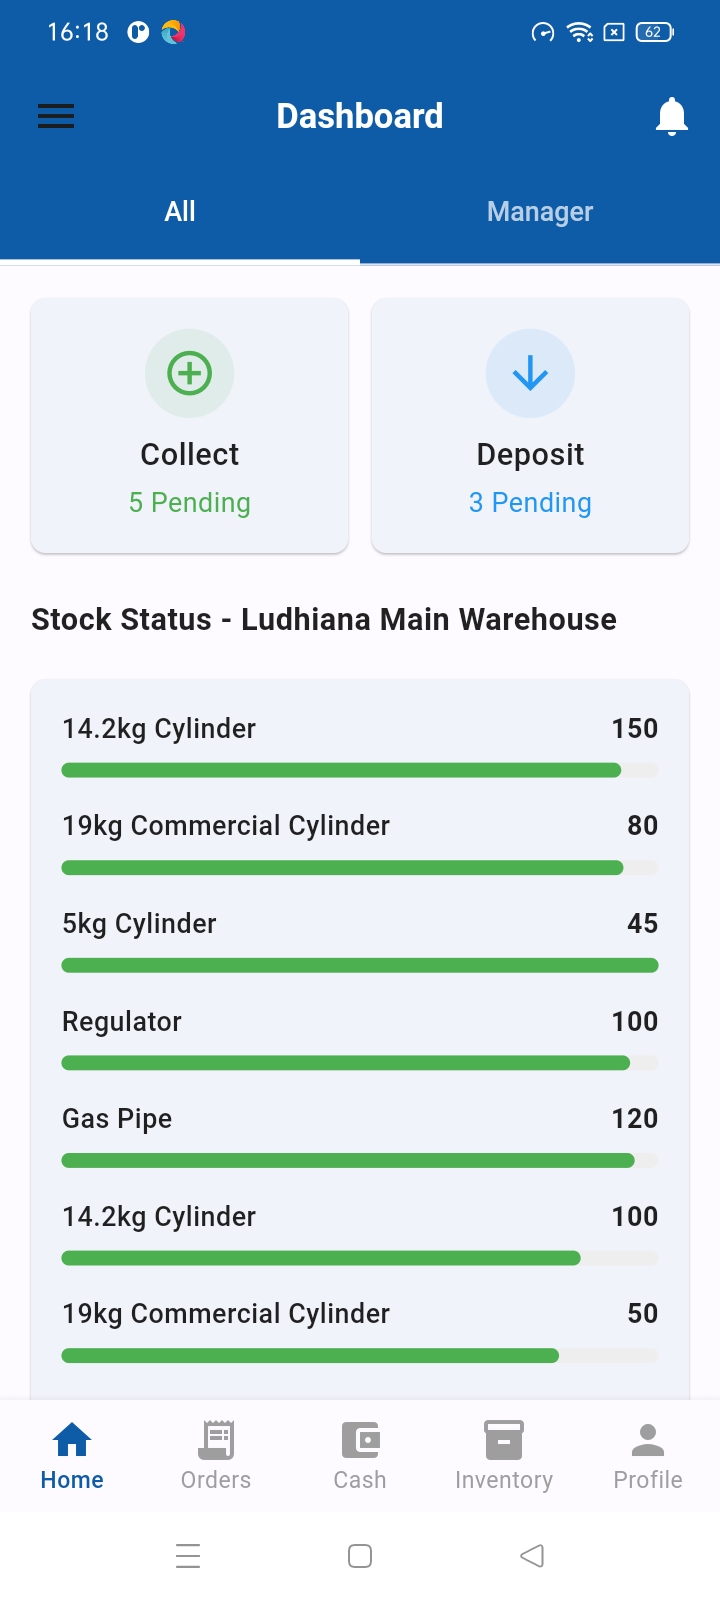 16:18
62
Dashboard
All
Manager
Collect
5 Pending
Deposit
3 Pending
Stock Status - Ludhiana Main Warehouse
14.2kg Cylinder 150
19kg Commercial Cylinder 80
5kg Cylinder 45
Regulator 100
Gas Pipe 120
14.2kg Cylinder 100
19kg Commercial Cylinder 50
Home
Orders
Cash
Inventory
Profile